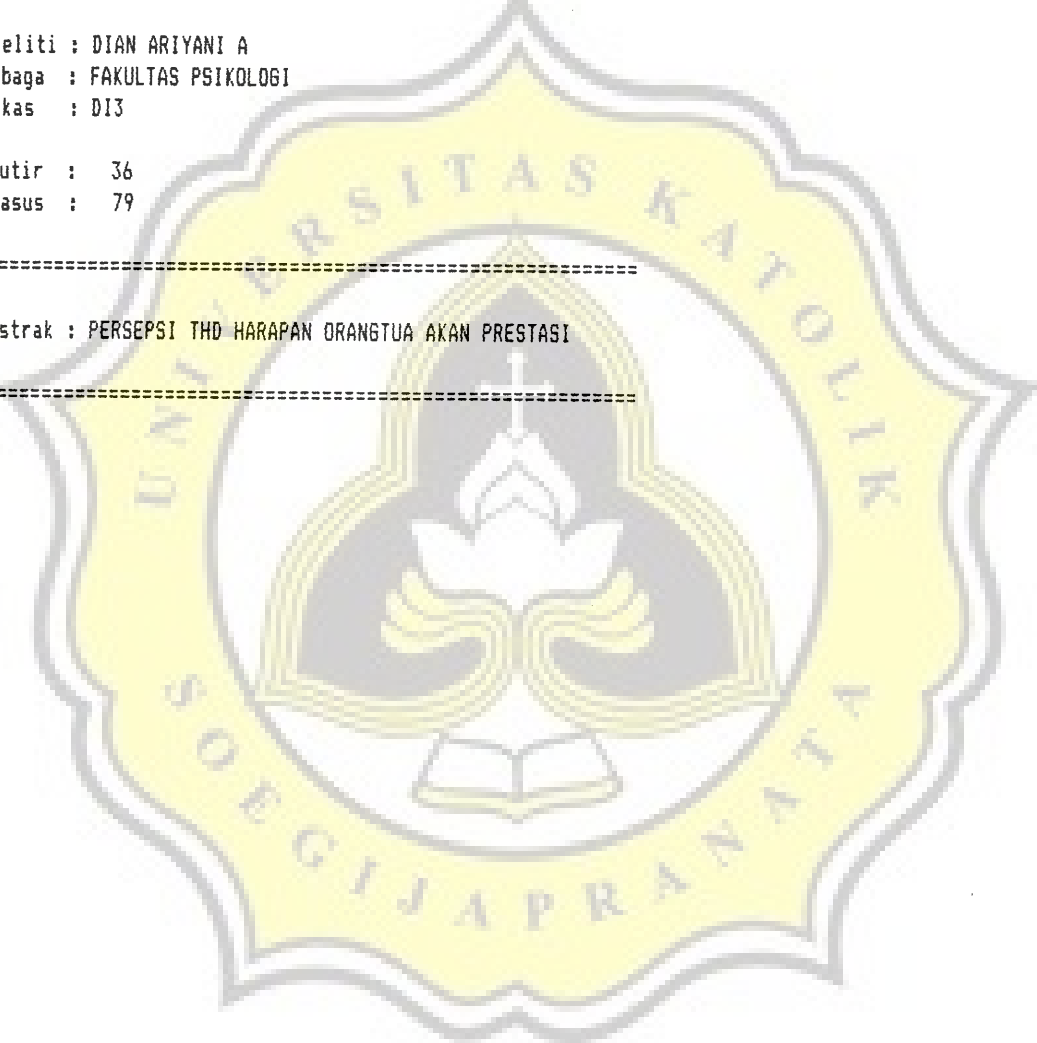 eliti : DIAN ARIYANI A
baga : FAKULTAS PSIKOLOGI
kas : DI3
utir : 36
asus : 79
strak : PERSEPSI THD HARAPAN ORANGTUA AKAN PRESTASI
UNIVERSITAS KATOLIK
SOEGIJAPRANATA